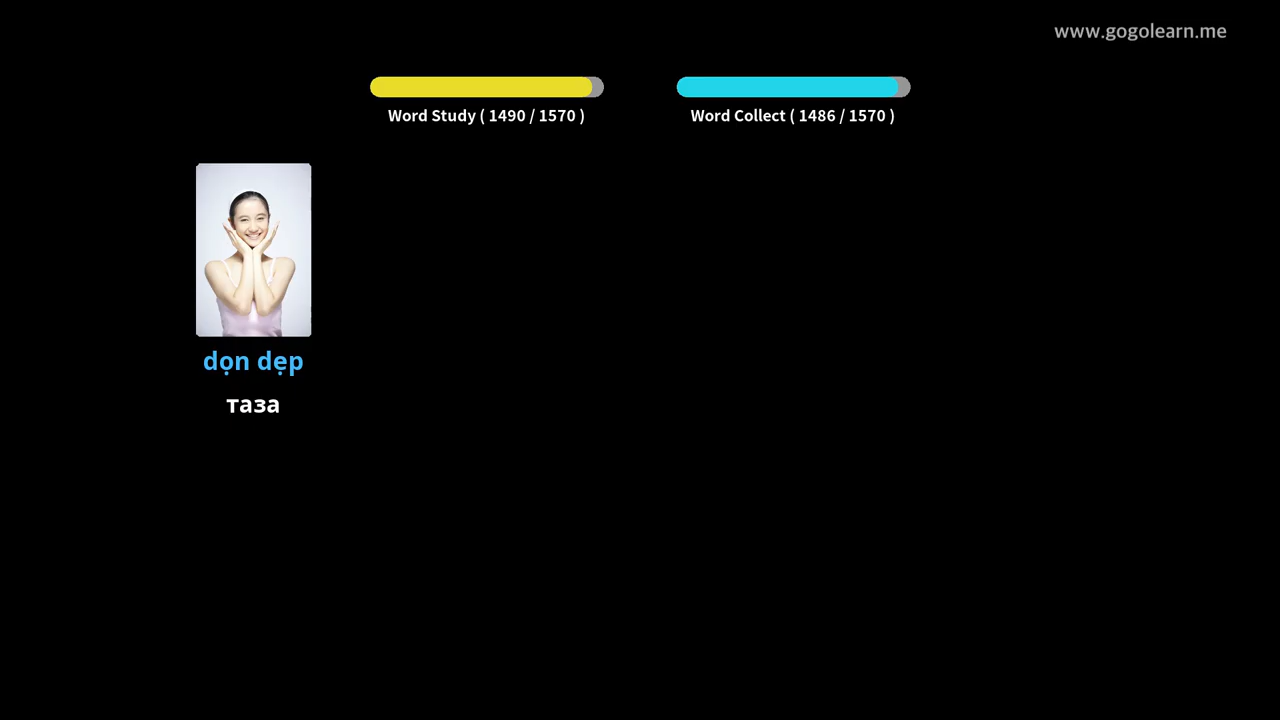 www.gogolearn.me
Word Study ( 1490 / 1570 )
Word Collect ( 1486 / 1570 )
dọn dẹp
таза